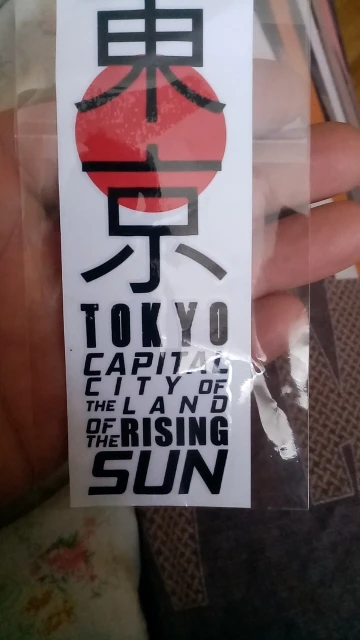 東
京
TOKYO
CAPITAL
CITY OF
THE LAND
OF THE RISING
SUN